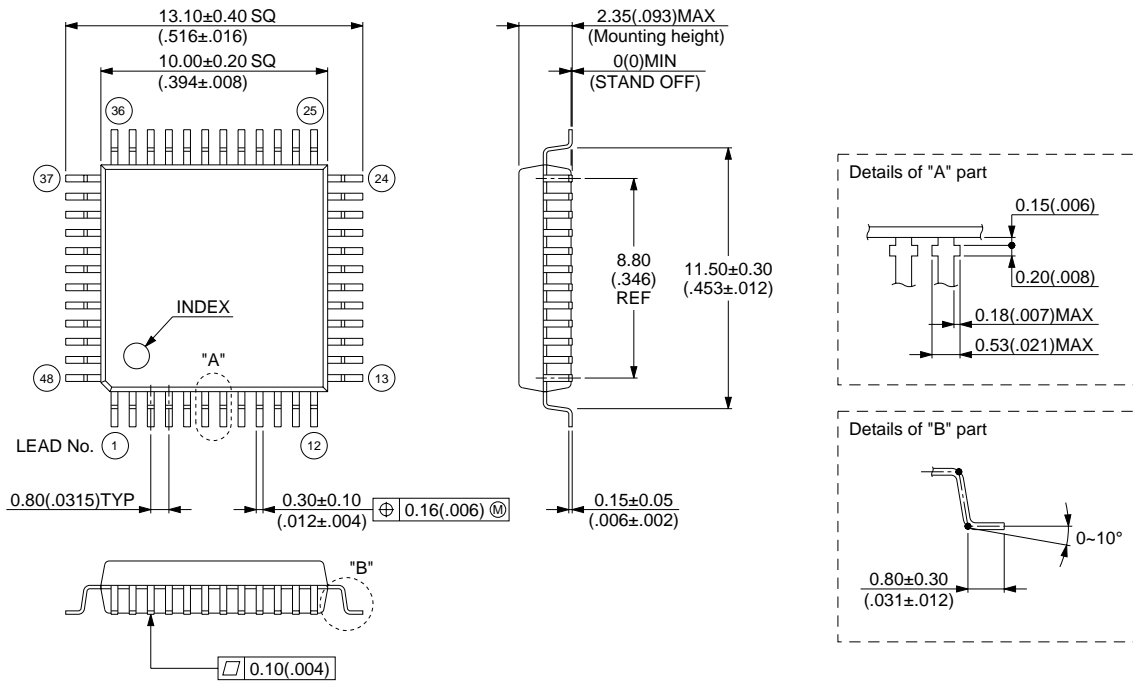 13.10±0.40 SQ
(.516±.016)
10.00±0.20 SQ
(.394±.008)
36
25
37
24
INDEX
"A"
48
13
LEAD No.
1
12
0.80(.0315)TYP
0.30±0.10
(.012±.004)
⌖ 0.16(.006) Ⓜ
2.35(.093)MAX
(Mounting height)
0(0)MIN
(STAND OFF)
8.80
(.346)
REF
11.50±0.30
(.453±.012)
0.15±0.05
(.006±.002)
"B"
⏥ 0.10(.004)
Details of "A" part
0.15(.006)
0.20(.008)
0.18(.007)MAX
0.53(.021)MAX
Details of "B" part
0~10°
0.80±0.30
(.031±.012)